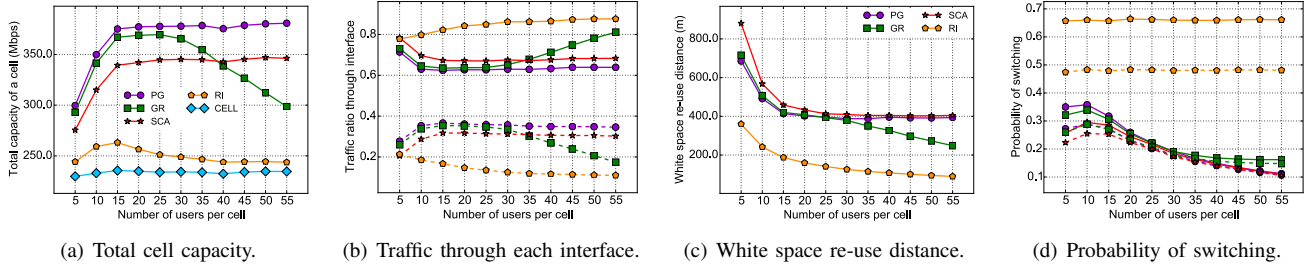 Total capacity of a cell (Mbps)
350.0
300.0
250.0
PG
GR
SCA
RI
CELL
5 10 15 20 25 30 35 40 45 50 55
Number of users per cell
(a) Total cell capacity.
Traffic ratio through interface
0.8
0.6
0.4
0.2
5 10 15 20 25 30 35 40 45 50 55
Number of users per cell
(b) Traffic through each interface.
White space re-use distance (m)
800.0
600.0
400.0
200.0
PG
GR
SCA
RI
5 10 15 20 25 30 35 40 45 50 55
Number of users per cell
(c) White space re-use distance.
Probability of switching
0.7
0.6
0.5
0.4
0.3
0.2
0.1
5 10 15 20 25 30 35 40 45 50 55
Number of users per cell
(d) Probability of switching.